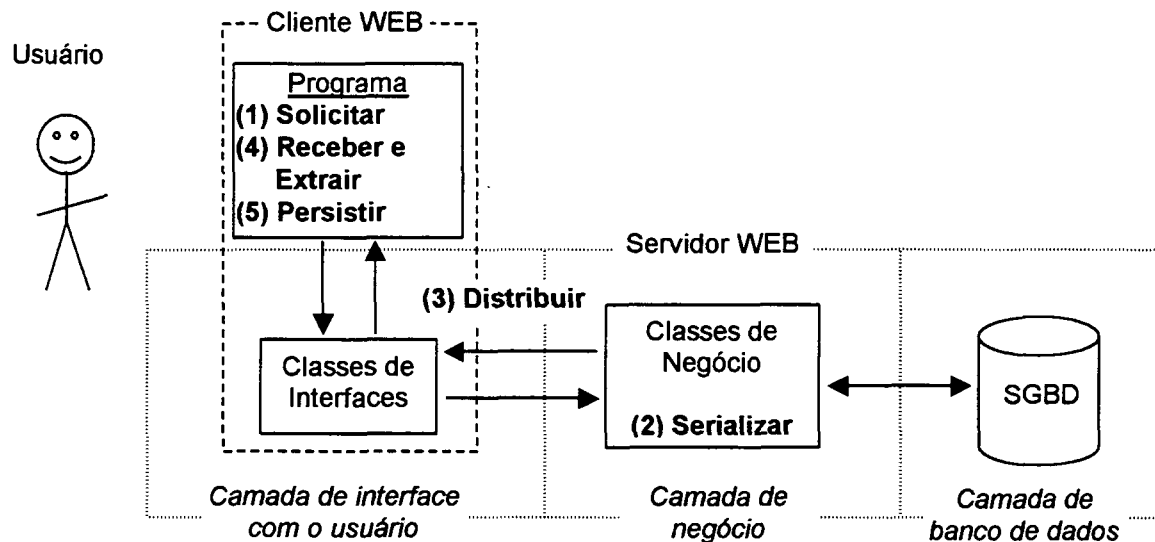 Cliente WEB
Usuário
Programa
(1) Solicitar
(4) Receber e
Extrair
(5) Persistir
Servidor WEB
(3) Distribuir
Classes de
Interfaces
Classes de
Negócio
(2) Serializar
SGBD
Camada de interface
com o usuário
Camada de
negócio
Camada de
banco de dados